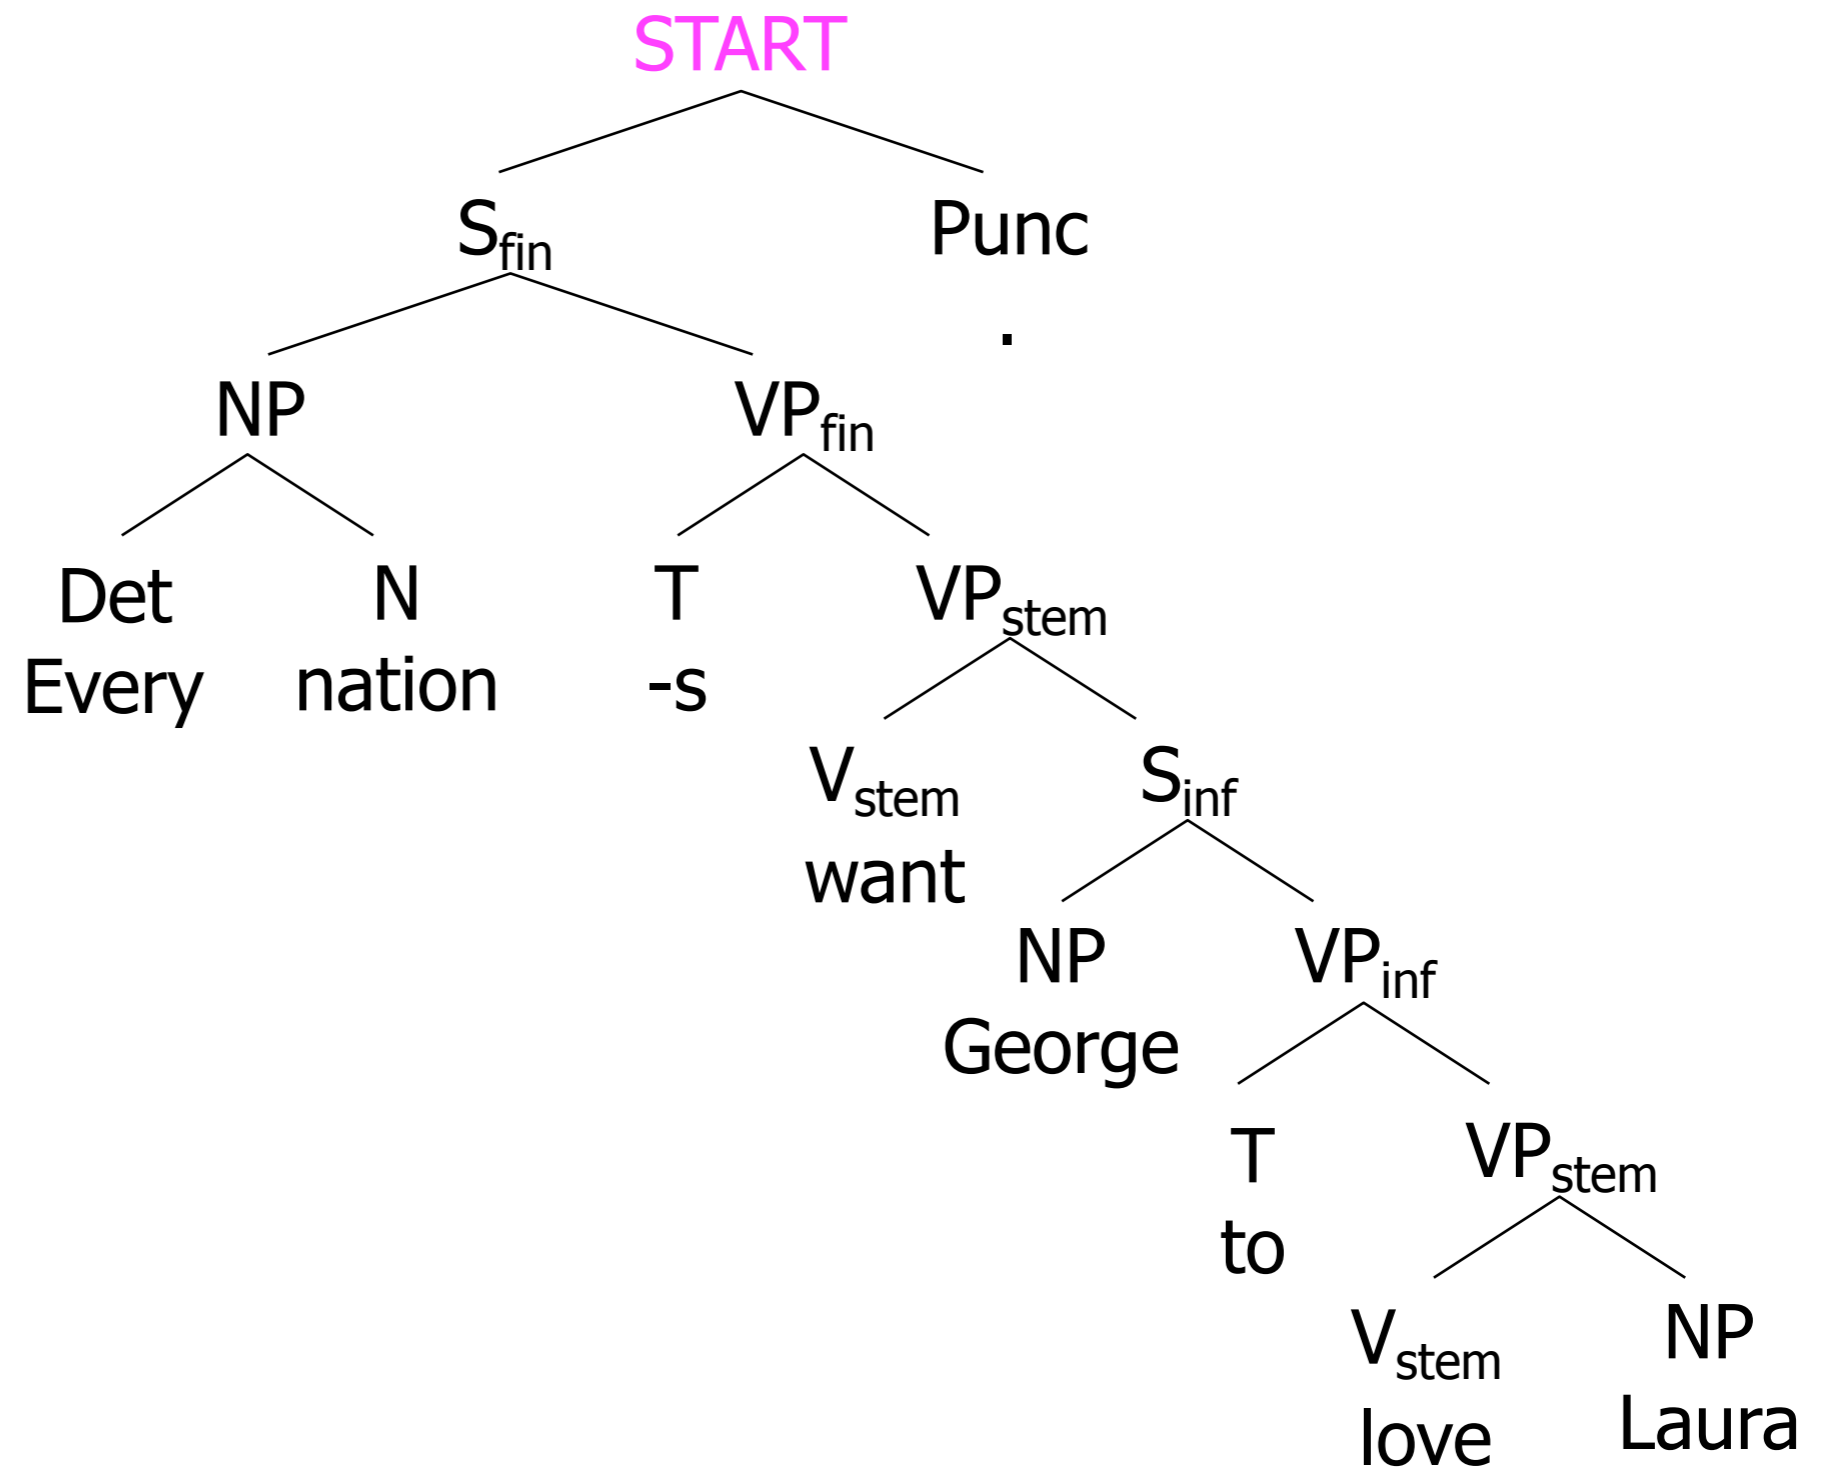 START
S_fin Punc
.
NP VP_fin
Det N T VP_stem
Every nation -s
V_stem S_inf
want
NP VP_inf
George
T VP_stem
to
V_stem NP
love Laura